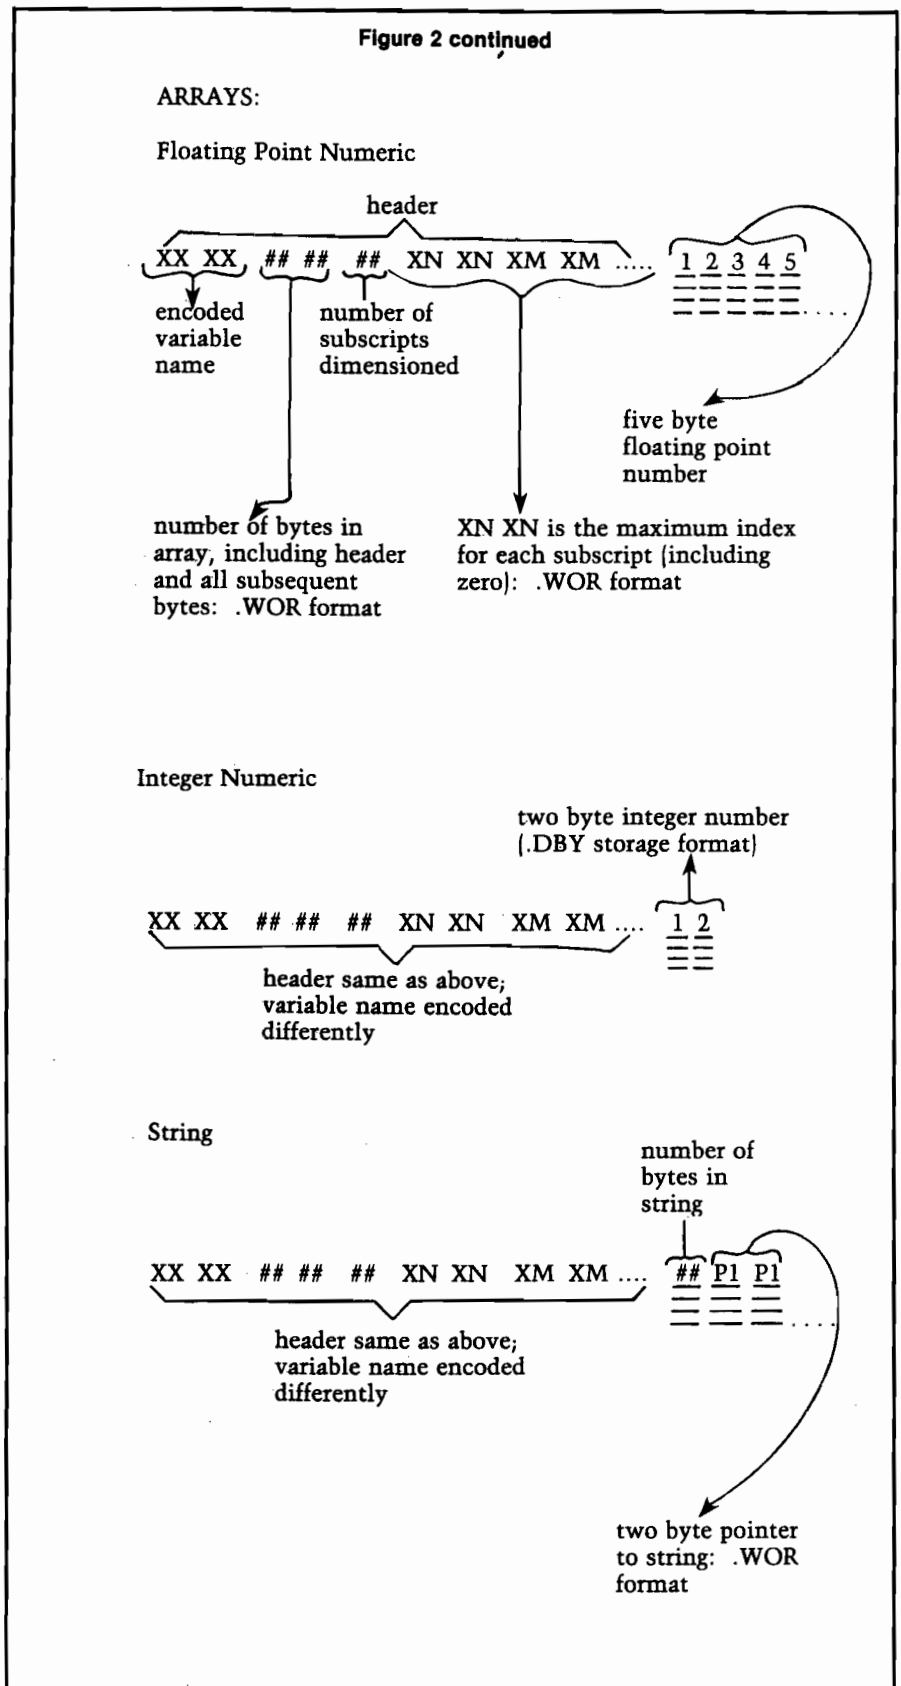 Figure 2 continued
ARRAYS:
Floating Point Numeric
header
XX XX ## ## ## XN XN XM XM ..... 1 2 3 4 5
....
encoded
variable
name
number of
subscripts
dimensioned
five byte
floating point
number
number of bytes in
array, including header
and all subsequent
bytes: .WOR format
XN XN is the maximum index
for each subscript (including
zero): .WOR format
Integer Numeric
two byte integer number
(.DBY storage format)
XX XX ## ## ## XN XN XM XM .... 1 2
header same as above;
variable name encoded
differently
String
number of
bytes in
string
XX XX ## ## ## XN XN XM XM .... ## P1 P1
....
header same as above;
variable name encoded
differently
two byte pointer
to string: .WOR
format